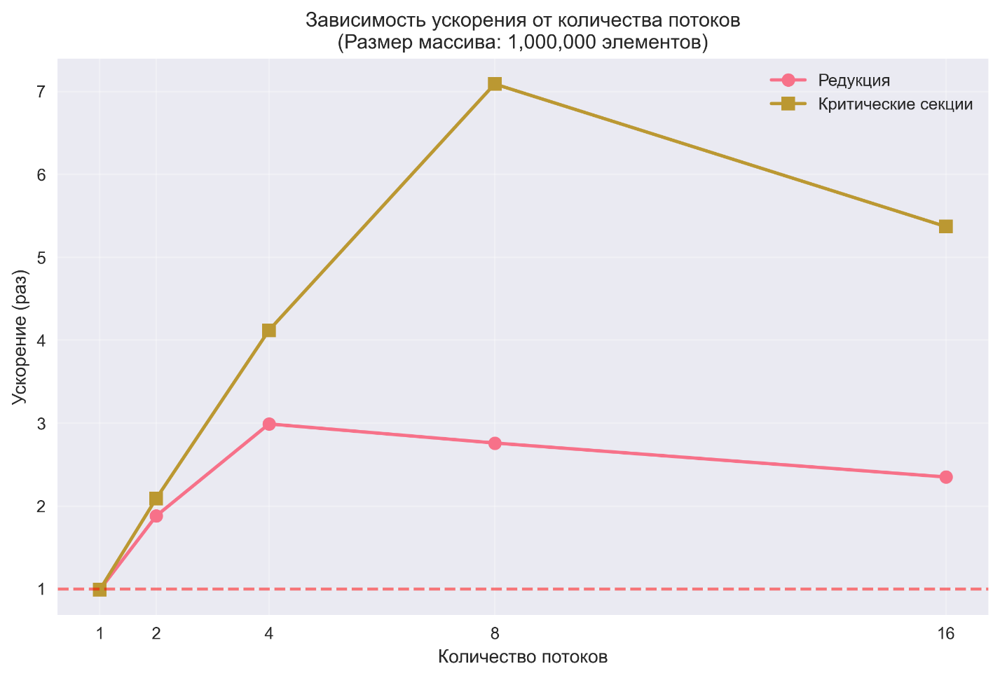 Зависимость ускорения от количества потоков
(Размер массива: 1,000,000 элементов)
Редукция
Критические секции
7
6
5
4
3
2
1
Ускорение (раз)
1 2 4 8 16
Количество потоков